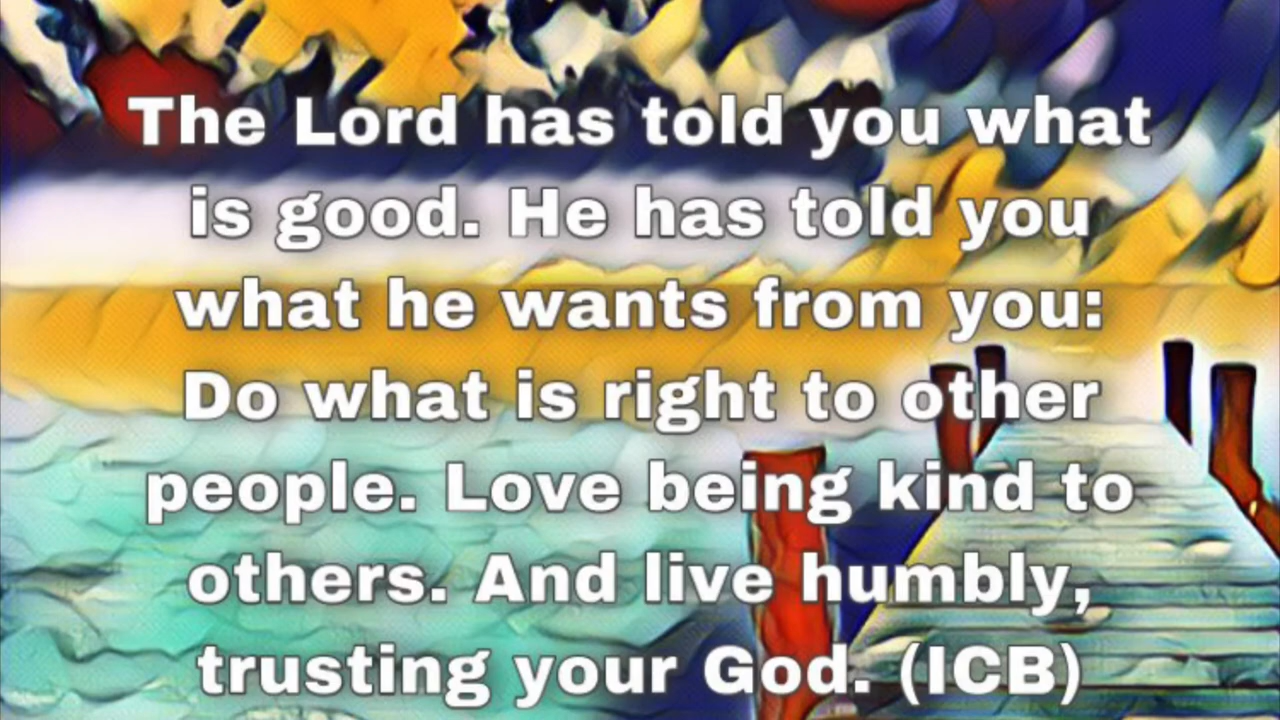 The Lord has told you what
is good. He has told you
what he wants from you:
Do what is right to other
people. Love being kind to
others. And live humbly,
trusting your God. (ICB)